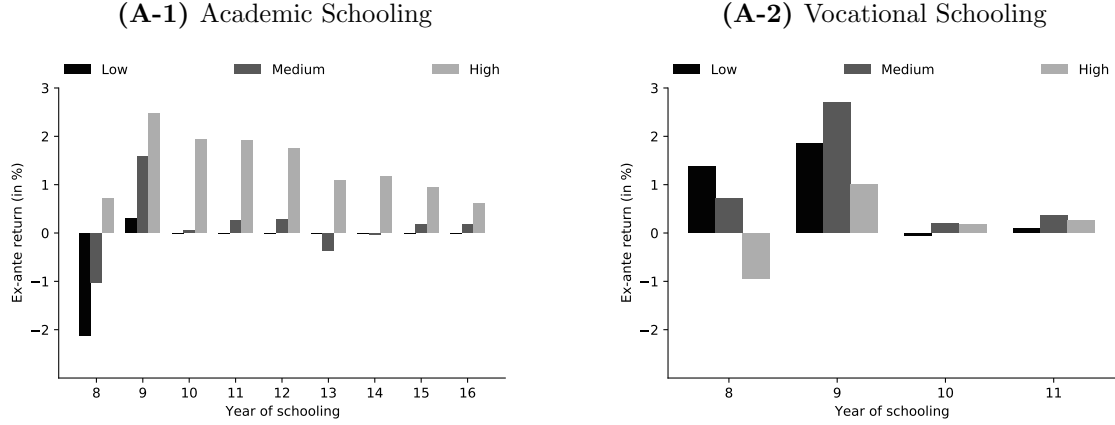 (A-1) Academic Schooling
Low Medium High
3
2
1
0
−1
−2
Ex-ante return (in %)
8 9 10 11 12 13 14 15 16
Year of schooling
(A-2) Vocational Schooling
Low Medium High
3
2
1
0
−1
−2
Ex-ante return (in %)
8 9 10 11
Year of schooling